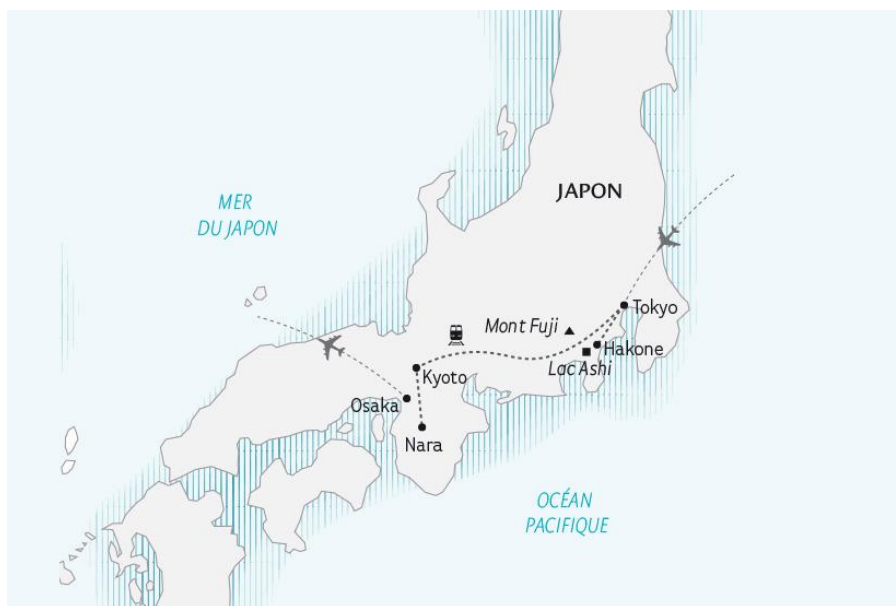 JAPON
MER
DU JAPON
Tokyo
Mont Fuji
Hakone
Lac Ashi
Kyoto
Osaka
Nara
OCÉAN
PACIFIQUE